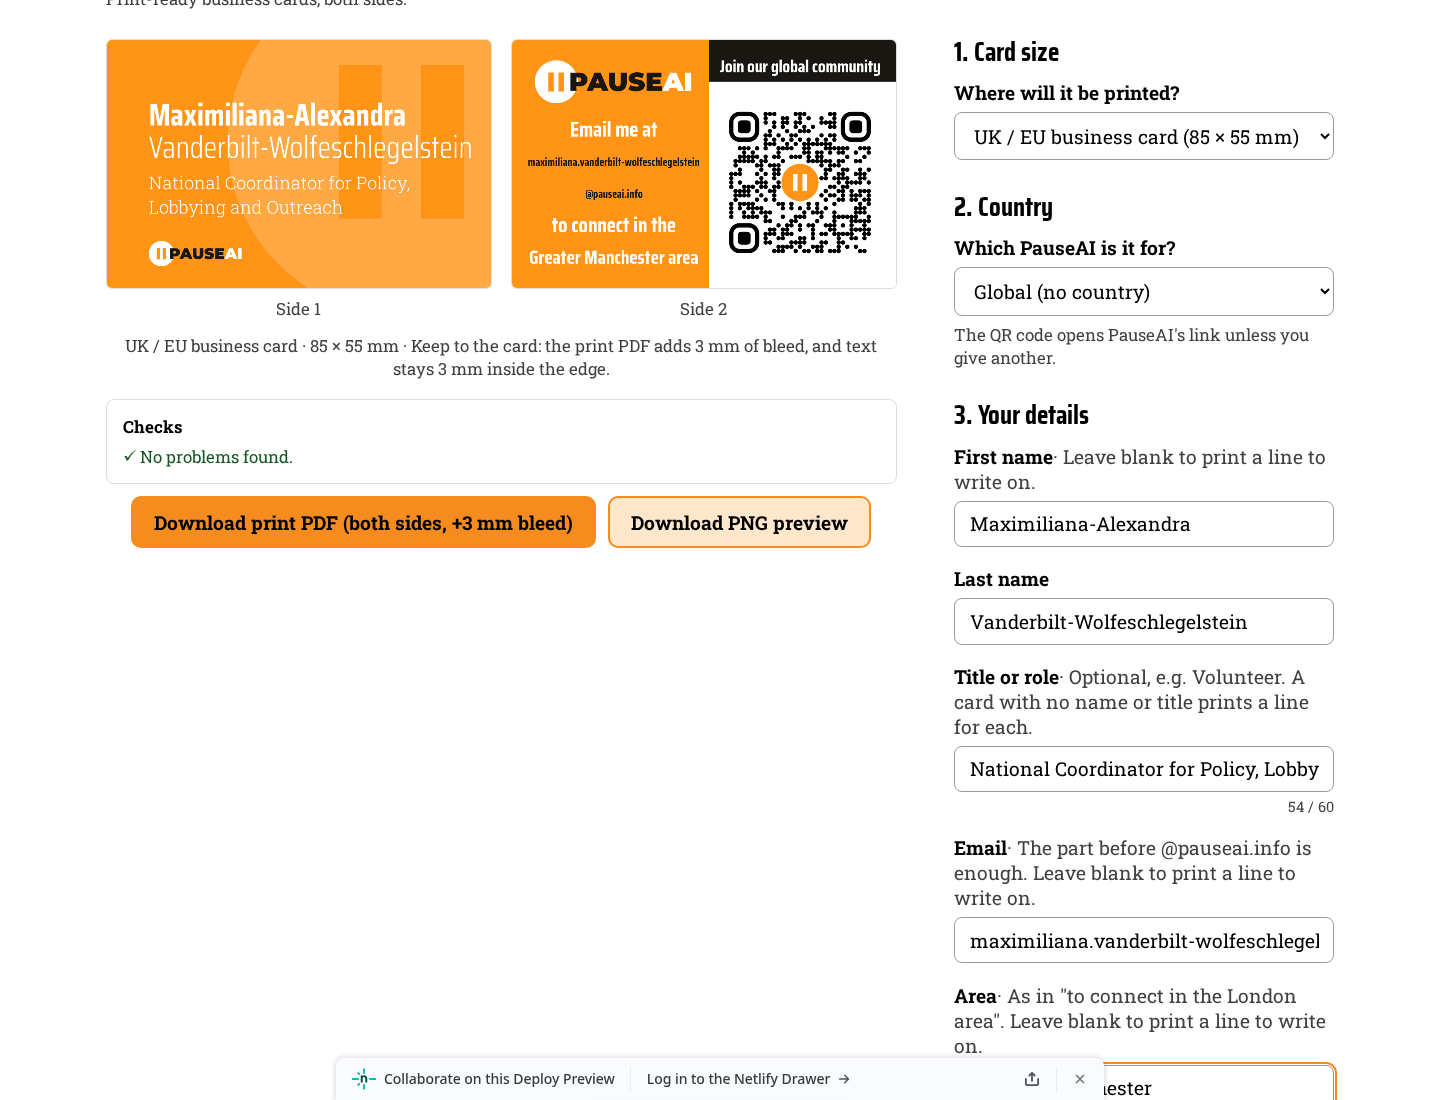 Print-ready business cards, both sides.
Maximiliana-Alexandra
Vanderbilt-Wolfeschlegelstein
National Coordinator for Policy,
Lobbying and Outreach
PAUSEAI
PAUSEAI
Email me at
maximiliana.vanderbilt-wolfeschlegelstein
@pauseai.info
to connect in the
Greater Manchester area
Join our global community
Side 1
Side 2
UK / EU business card · 85 × 55 mm · Keep to the card: the print PDF adds 3 mm of bleed, and text
stays 3 mm inside the edge.
Checks
✓ No problems found.
Download print PDF (both sides, +3 mm bleed)
Download PNG preview
1. Card size
Where will it be printed?
UK / EU business card (85 × 55 mm)
2. Country
Which PauseAI is it for?
Global (no country)
The QR code opens PauseAI's link unless you
give another.
3. Your details
First name· Leave blank to print a line to
write on.
Maximiliana-Alexandra
Last name
Vanderbilt-Wolfeschlegelstein
Title or role· Optional, e.g. Volunteer. A
card with no name or title prints a line
for each.
National Coordinator for Policy, Lobby
54 / 60
Email· The part before @pauseai.info is
enough. Leave blank to print a line to
write on.
maximiliana.vanderbilt-wolfeschlegel
Area· As in "to connect in the London
area". Leave blank to print a line to write
on.
hester
Collaborate on this Deploy Preview
Log in to the Netlify Drawer →